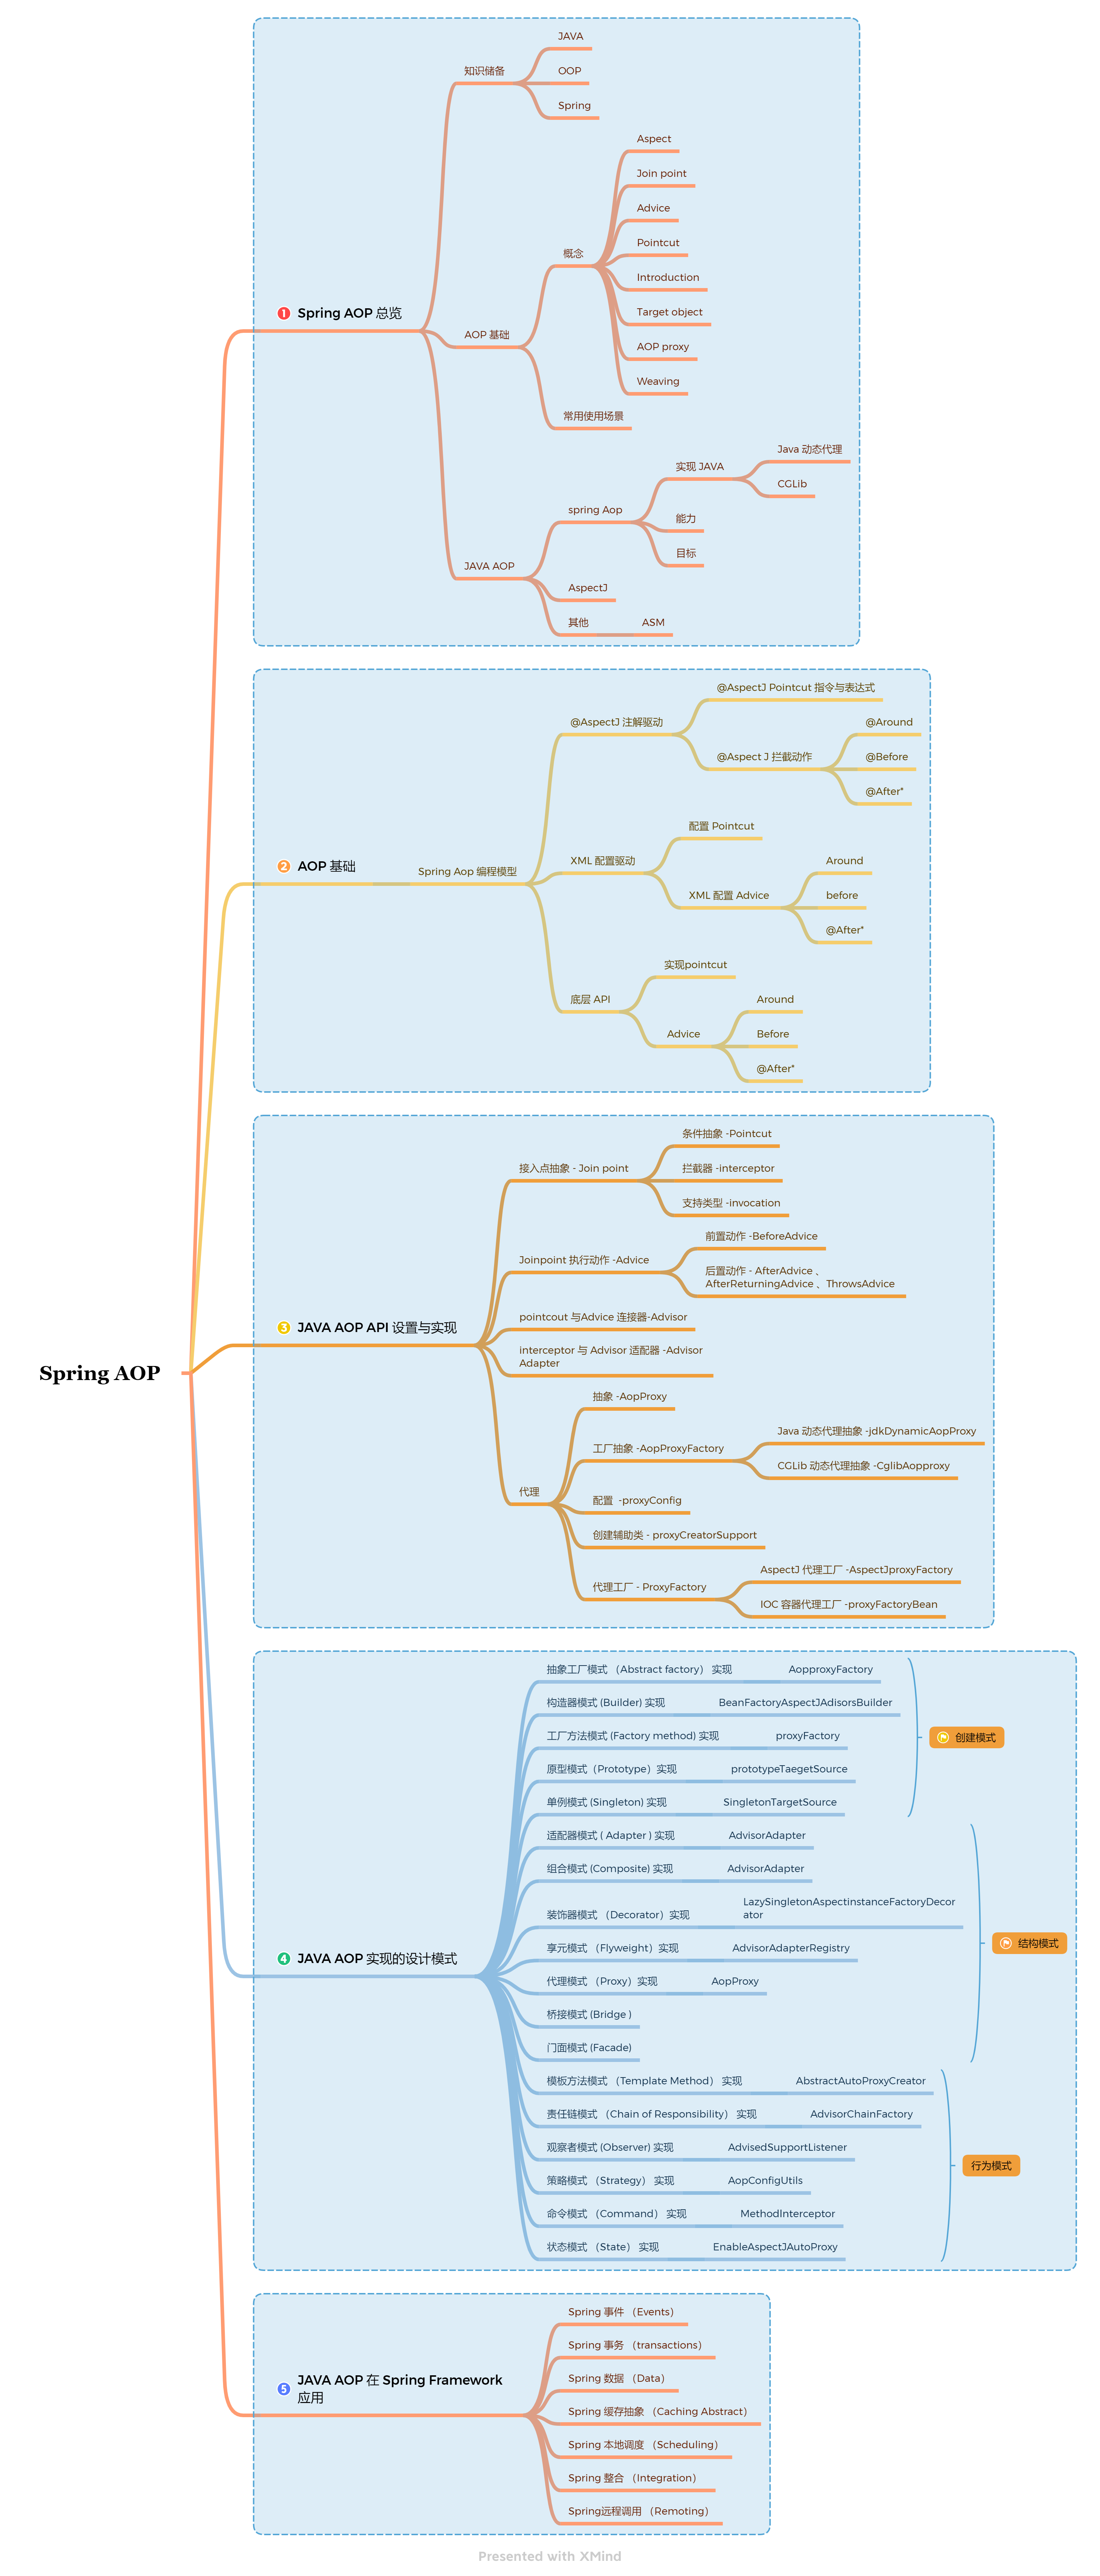 Spring AOP
1 Spring AOP 总览
知识储备
JAVA
OOP
Spring
AOP 基础
概念
Aspect
Join point
Advice
Pointcut
Introduction
Target object
AOP proxy
Weaving
常用使用场景
JAVA AOP
spring Aop
实现 JAVA
Java 动态代理
CGLib
能力
目标
AspectJ
其他
ASM
2 AOP 基础
Spring Aop 编程模型
@AspectJ 注解驱动
@AspectJ Pointcut 指令与表达式
@Aspect J 拦截动作
@Around
@Before
@After*
XML 配置驱动
配置 Pointcut
XML 配置 Advice
Around
before
@After*
底层 API
实现pointcut
Advice
Around
Before
@After*
3 JAVA AOP API 设置与实现
接入点抽象 - Join point
条件抽象 -Pointcut
拦截器 -interceptor
支持类型 -invocation
Joinpoint 执行动作 -Advice
前置动作 -BeforeAdvice
后置动作 - AfterAdvice 、
AfterReturningAdvice 、ThrowsAdvice
pointcout 与Advice 连接器-Advisor
interceptor 与 Advisor 适配器 -Advisor
Adapter
代理
抽象 -AopProxy
工厂抽象 -AopProxyFactory
Java 动态代理抽象 -jdkDynamicAopProxy
CGLib 动态代理抽象 -CglibAopproxy
配置 -proxyConfig
创建辅助类 - proxyCreatorSupport
代理工厂 - ProxyFactory
AspectJ 代理工厂 -AspectJproxyFactory
IOC 容器代理工厂 -proxyFactoryBean
4 JAVA AOP 实现的设计模式
抽象工厂模式 （Abstract factory） 实现
AopproxyFactory
构造器模式 (Builder) 实现
BeanFactoryAspectJAdisorsBuilder
工厂方法模式 (Factory method) 实现
proxyFactory
原型模式（Prototype）实现
prototypeTaegetSource
单例模式 (Singleton) 实现
SingletonTargetSource
创建模式
适配器模式 ( Adapter ) 实现
AdvisorAdapter
组合模式 (Composite) 实现
AdvisorAdapter
装饰器模式 （Decorator）实现
LazySingletonAspectinstanceFactoryDecor
ator
享元模式 （Flyweight）实现
AdvisorAdapterRegistry
代理模式 （Proxy）实现
AopProxy
桥接模式 (Bridge )
门面模式 (Facade)
结构模式
模板方法模式 （Template Method） 实现
AbstractAutoProxyCreator
责任链模式 （Chain of Responsibility） 实现
AdvisorChainFactory
观察者模式 (Observer) 实现
AdvisedSupportListener
策略模式 （Strategy） 实现
AopConfigUtils
命令模式 （Command） 实现
MethodInterceptor
状态模式 （State） 实现
EnableAspectJAutoProxy
行为模式
5 JAVA AOP 在 Spring Framework
应用
Spring 事件 （Events）
Spring 事务 （transactions）
Spring 数据 （Data）
Spring 缓存抽象 （Caching Abstract）
Spring 本地调度 （Scheduling）
Spring 整合 （Integration）
Spring远程调用 （Remoting）
Presented with XMind